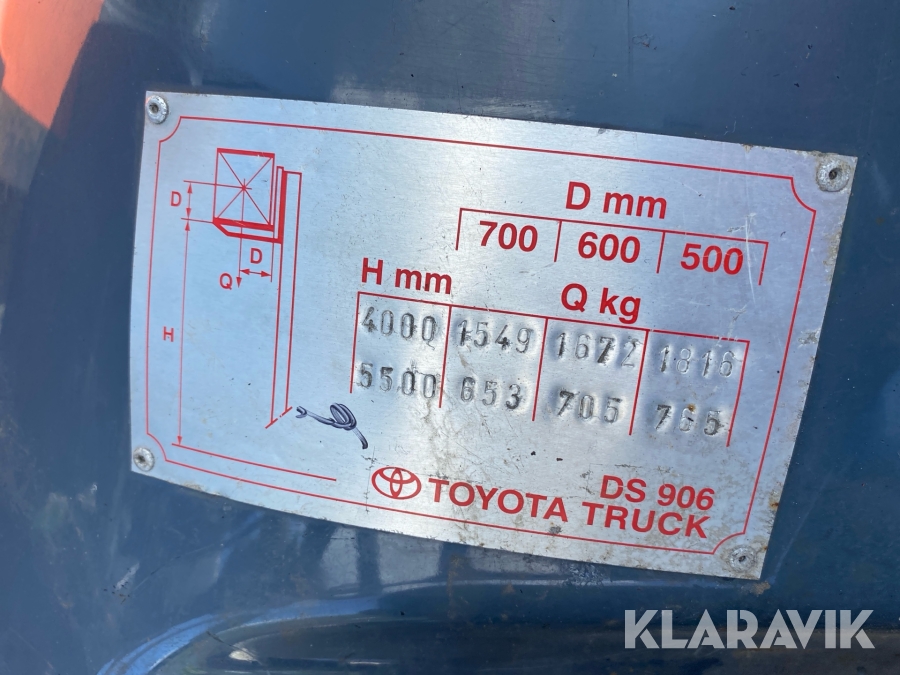 D mm
700 600 500
H mm Q kg
4000 1549 1672 1816
5500 653 705 765
D
D
Q
H
DS 906
TOYOTA TRUCK
KLARAVIK